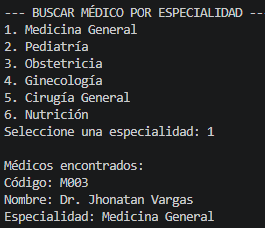 --- BUSCAR MÉDICO POR ESPECIALIDAD --
1. Medicina General
2. Pediatría
3. Obstetricia
4. Ginecología
5. Cirugía General
6. Nutrición
Seleccione una especialidad: 1
Médicos encontrados:
Código: M003
Nombre: Dr. Jhonatan Vargas
Especialidad: Medicina General